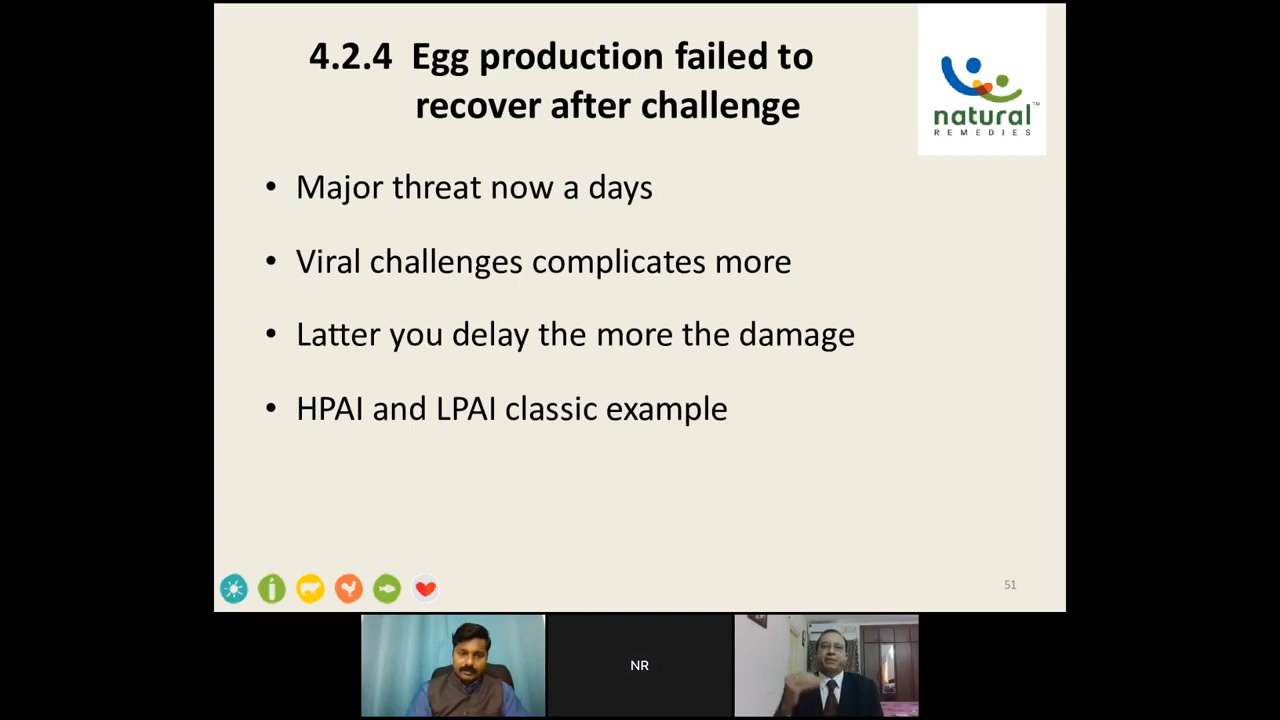 4.2.4 Egg production failed to
recover after challenge
natural™
REMEDIES
• Major threat now a days
• Viral challenges complicates more
• Latter you delay the more the damage
• HPAI and LPAI classic example
51
NR